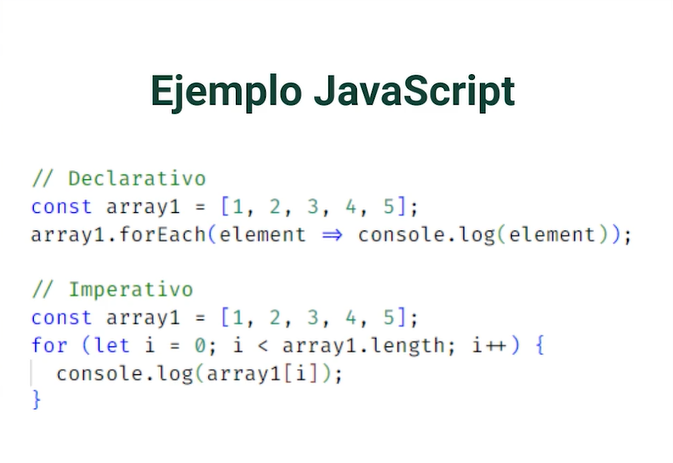 Ejemplo JavaScript
// Declarativo
const array1 = [1, 2, 3, 4, 5];
array1.forEach(element => console.log(element));
// Imperativo
const array1 = [1, 2, 3, 4, 5];
for (let i = 0; i < array1.length; i++) {
  console.log(array1[i]);
}